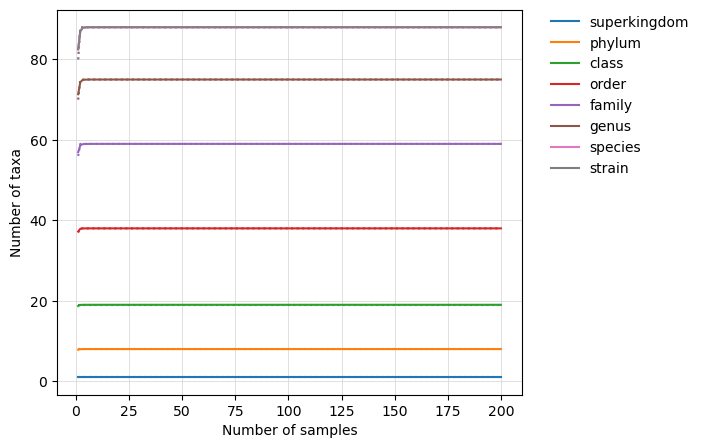 superkingdom
phylum
class
order
family
genus
species
strain
80
60
40
20
0
Number of taxa
0 25 50 75 100 125 150 175 200
Number of samples